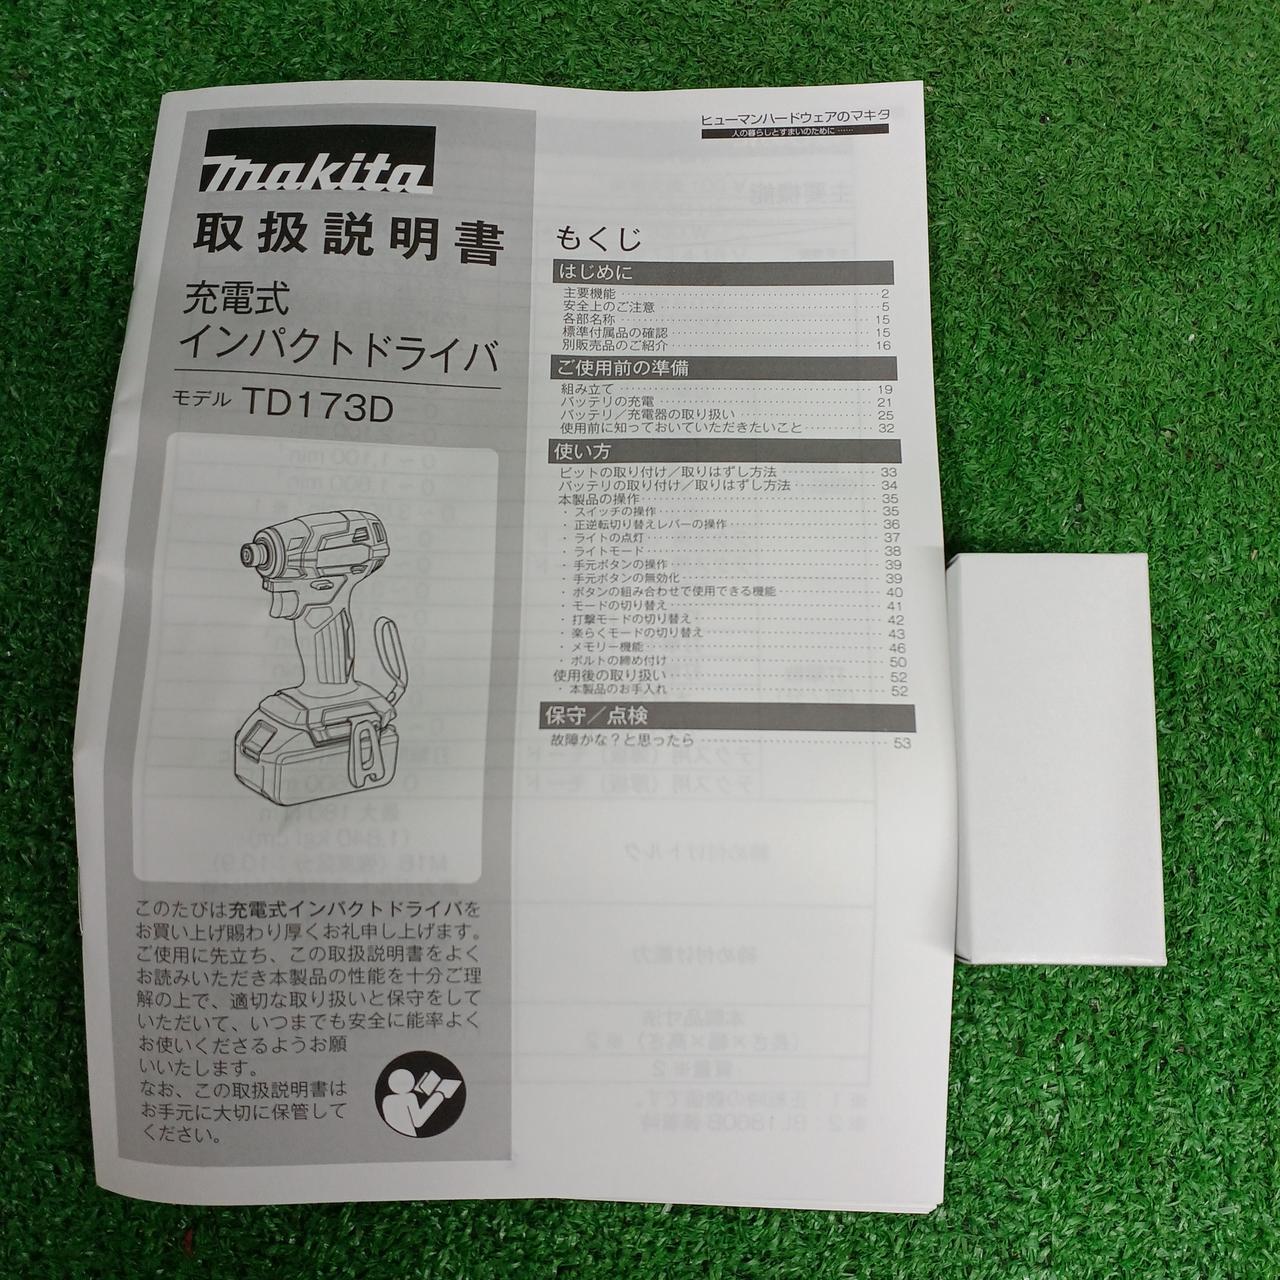 makita
取扱説明書
充電式
インパクトドライバ
モデル TD173D
このたびは充電式インパクトドライバを
お買い上げ賜わり厚くお礼申し上げます。
ご使用に先立ち、この取扱説明書をよく
お読みいただき本製品の性能を十分ご理
解の上で、適切な取り扱いと保守をして
いただいて、いつまでも安全に能率よく
お使いくださるようお願
いいたします。
なお、この取扱説明書は
お手元に大切に保管して
ください。
ヒューマンハードウェアのマキタ
人の暮らしとすまいのために……
もくじ
はじめに
主要機能 2
安全上のご注意 5
各部名称 15
標準付属品の確認 15
別販売品のご紹介 16
ご使用前の準備
組み立て 19
バッテリの充電 21
バッテリ／充電器の取り扱い 25
使用前に知っておいていただきたいこと 32
使い方
ビットの取り付け／取りはずし方法 33
バッテリの取り付け／取りはずし方法 34
本製品の操作 35
・スイッチの操作 35
・正逆転切り替えレバーの操作 36
・ライトの点灯 37
・ライトモード 38
・手元ボタンの操作 39
・手元ボタンの無効化 39
・ボタンの組み合わせで使用できる機能 40
・モードの切り替え 41
・打撃モードの切り替え 42
・楽らくモードの切り替え 43
・メモリー機能 46
・ボルトの締め付け 50
使用後の取り扱い 52
・本製品のお手入れ 52
保守／点検
故障かな？と思ったら 53